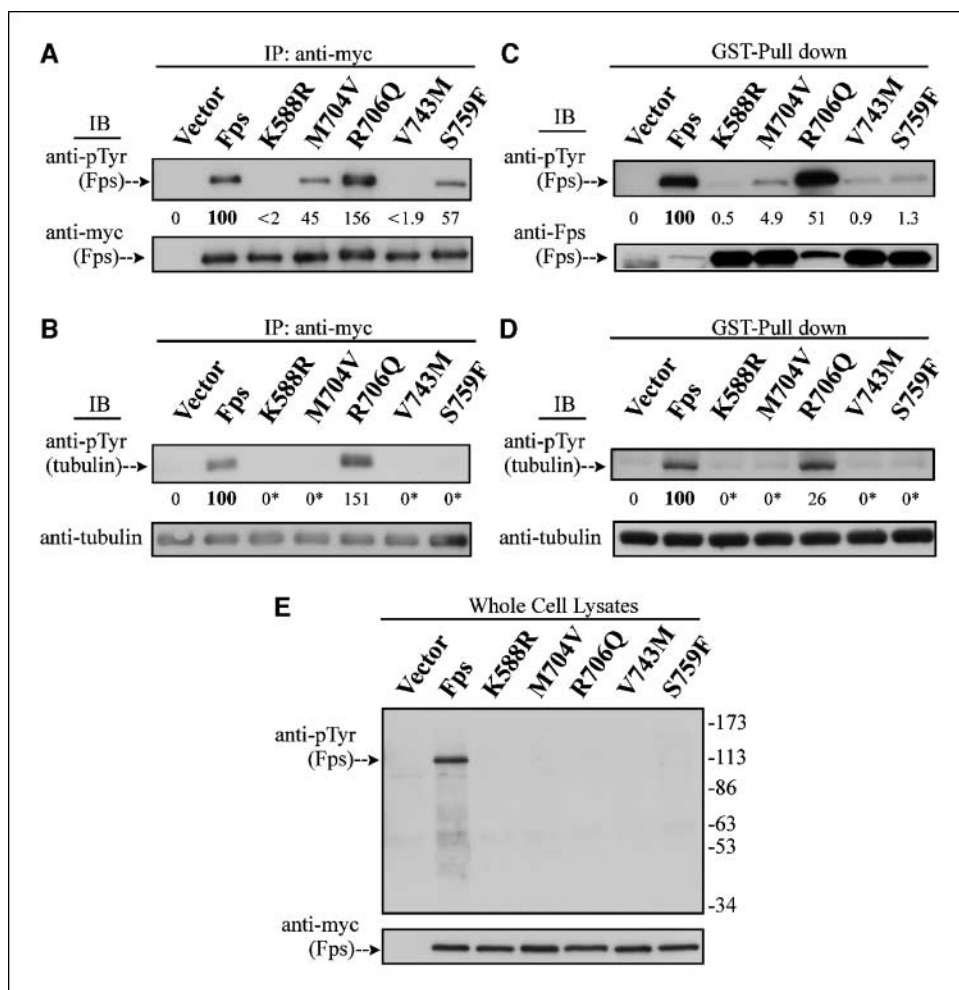 A
IP: anti-myc
IB
Vector
Fps
K588R
M704V
R706Q
V743M
S759F
anti-pTyr
(Fps)--
0 100 <2 45 156 <1.9 57
anti-myc
(Fps)--
B
IP: anti-myc
IB
Vector
Fps
K588R
M704V
R706Q
V743M
S759F
anti-pTyr
(tubulin)--
0 100 0* 0* 151 0* 0*
anti-tubulin
C
GST-Pull down
IB
Vector
Fps
K588R
M704V
R706Q
V743M
S759F
anti-pTyr
(Fps)--
0 100 0.5 4.9 51 0.9 1.3
anti-Fps
(Fps)--
D
GST-Pull down
IB
Vector
Fps
K588R
M704V
R706Q
V743M
S759F
anti-pTyr
(tubulin)--
0 100 0* 0* 26 0* 0*
anti-tubulin
E
Whole Cell Lysates
Vector
Fps
K588R
M704V
R706Q
V743M
S759F
anti-pTyr
(Fps)--
-173
-113
-86
-63
-53
-34
anti-myc
(Fps)--